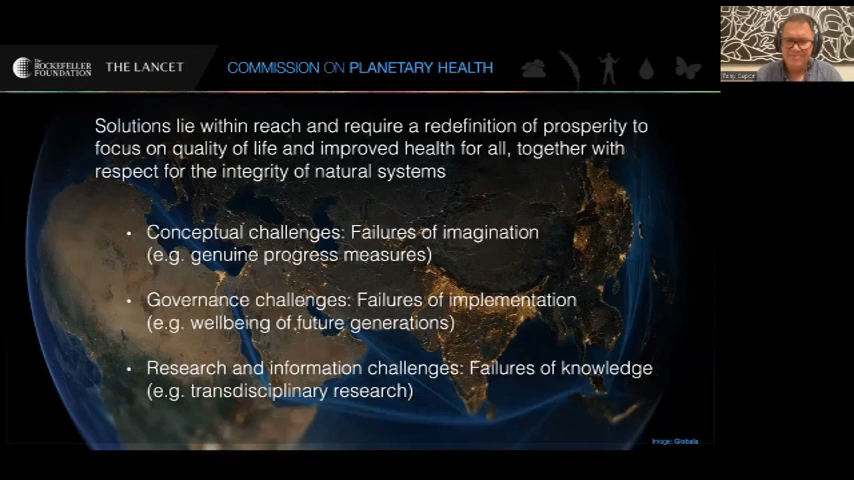 The
ROCKEFELLER
FOUNDATION
THE LANCET
COMMISSION ON PLANETARY HEALTH
Solutions lie within reach and require a redefinition of prosperity to
focus on quality of life and improved health for all, together with
respect for the integrity of natural systems
• Conceptual challenges: Failures of imagination
(e.g. genuine progress measures)
• Governance challenges: Failures of implementation
(e.g. wellbeing of future generations)
• Research and information challenges: Failures of knowledge
(e.g. transdisciplinary research)
Image: Globaïa
Tony Capon